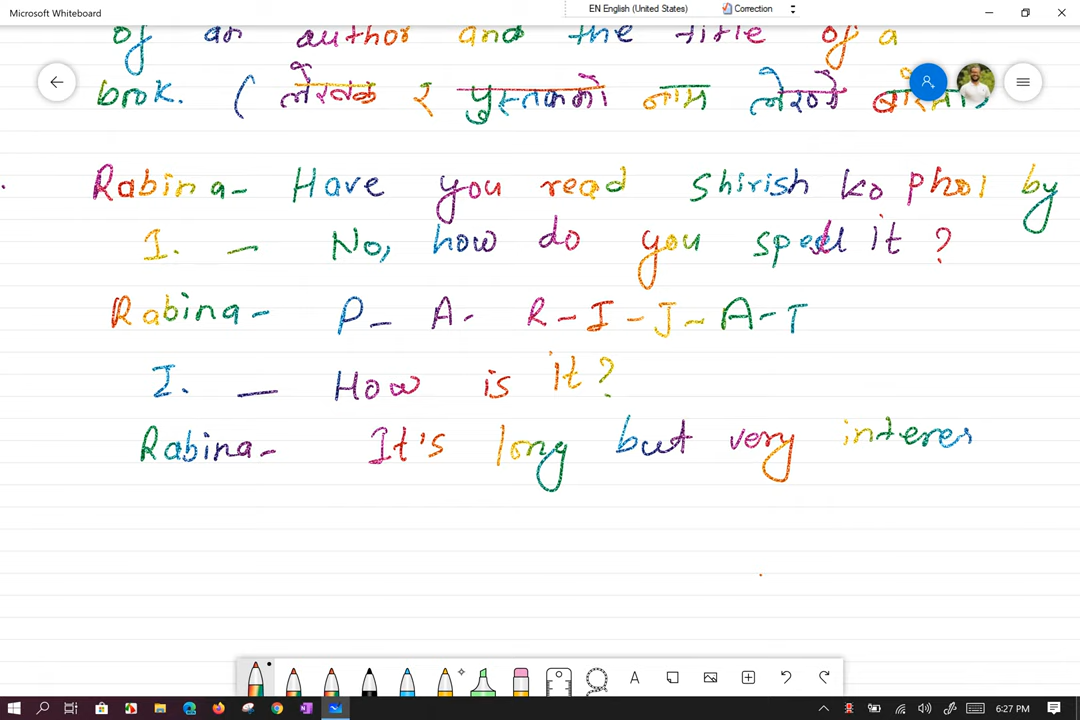 Microsoft Whiteboard
EN English (United States)
Correction
of an author and the title of a
brok. ( लेखक र पुस्तकको नाम लेख्ने
Rabina- Have you read Shirish ko phol by
I. - No, how do you spell it ?
Rabina- P- A- R-I-J-A-T
I. - How is it?
Rabina- It's long but very interes
A
6:27 PM